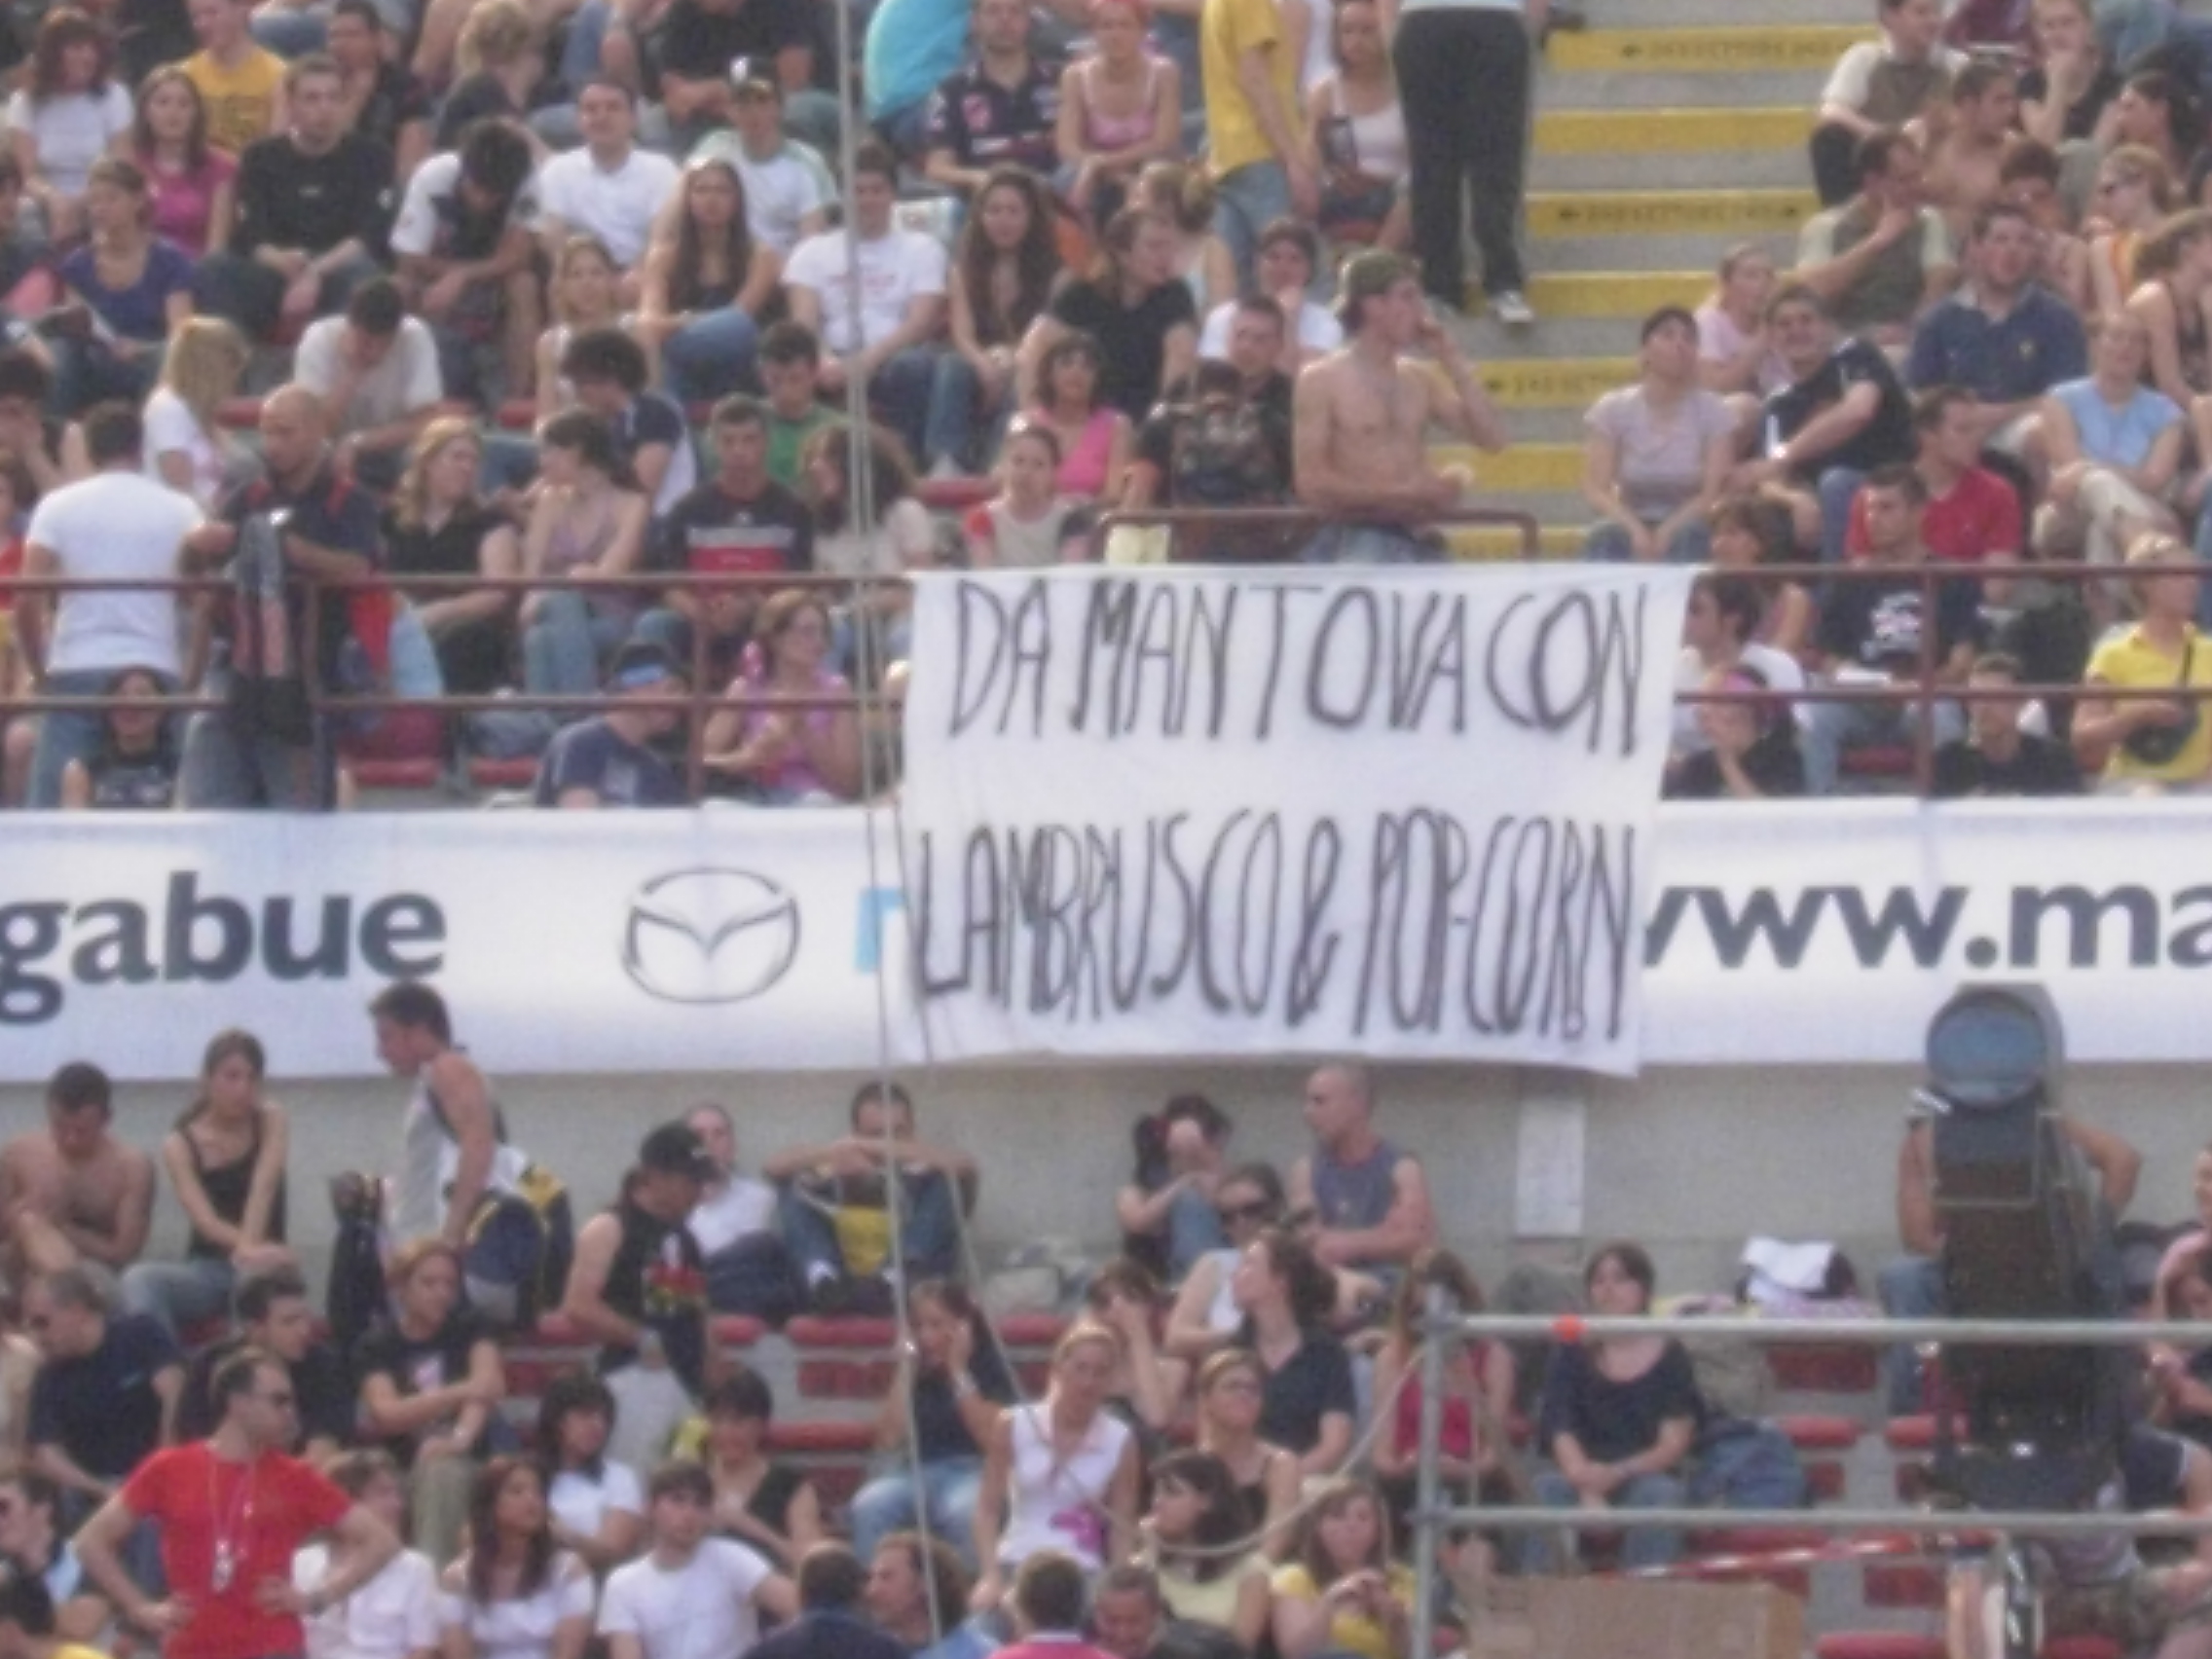 DA MANTOVA CON
LAMBRUSCO & POP-CORN
gabue
www.ma